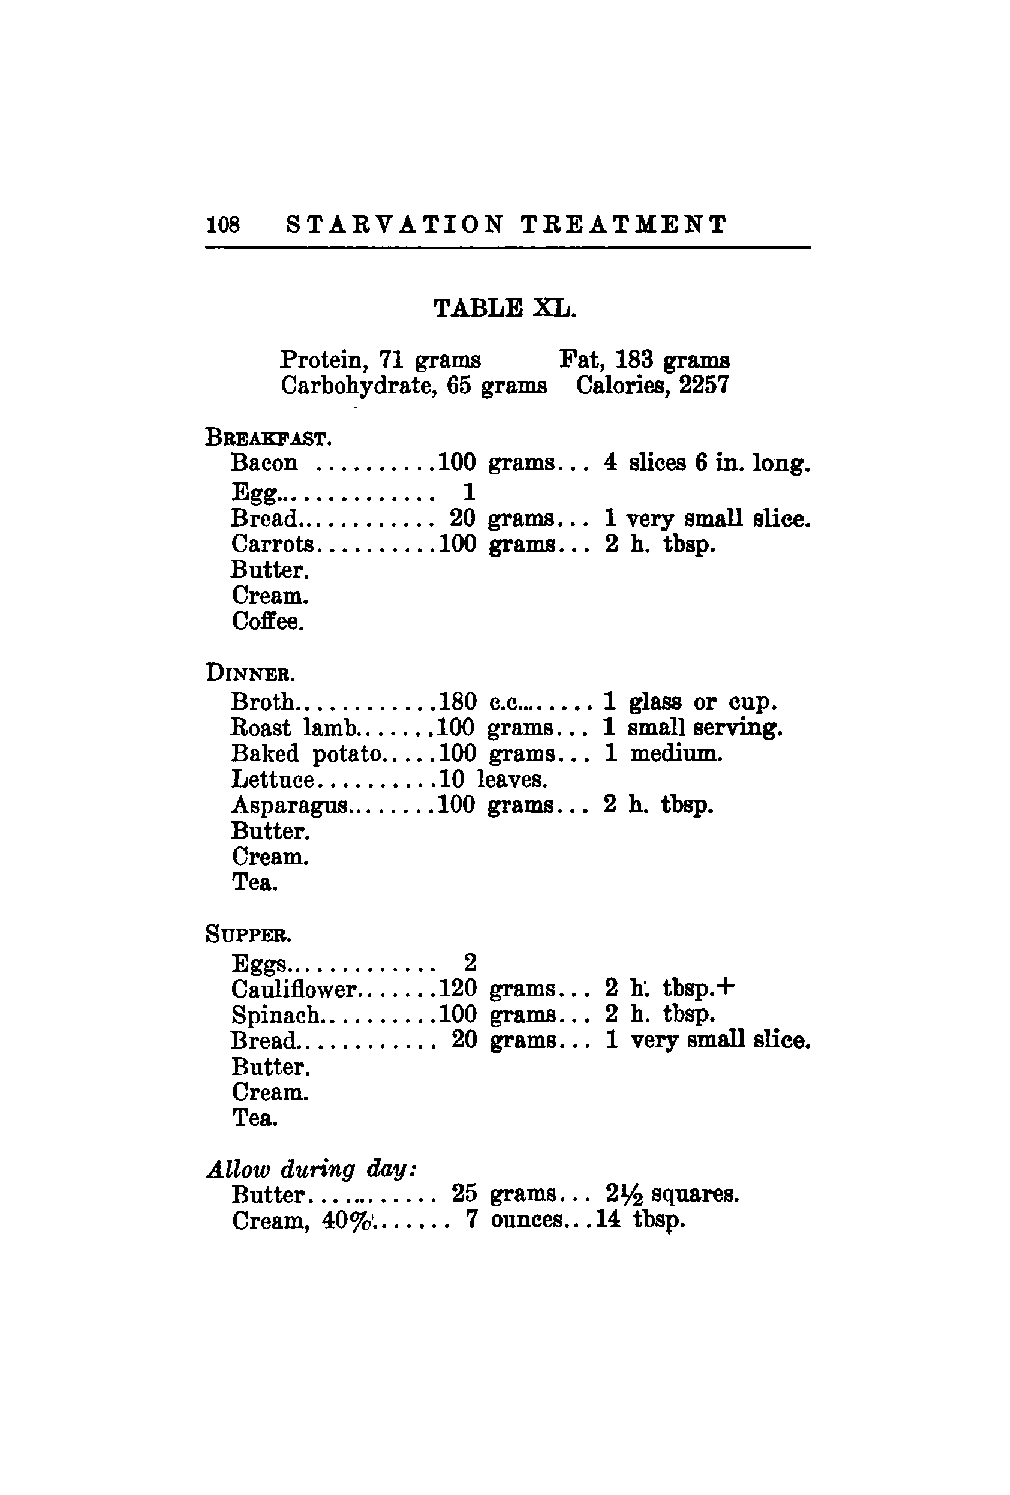 108 STARVATION TREATMENT
TABLE XL.
Protein, 71 grams Fat, 183 grams
Carbohydrate, 65 grams Calories, 2257
BREAKFAST.
Bacon ..........100 grams... 4 slices 6 in. long.
Egg.............. 1
Bread............ 20 grams... 1 very small slice.
Carrots..........100 grams... 2 h. tbsp.
Butter.
Cream.
Coffee.
DINNER.
Broth............180 c.c........ 1 glass or cup.
Roast lamb.......100 grams... 1 small serving.
Baked potato.....100 grams... 1 medium.
Lettuce..........10 leaves.
Asparagus........100 grams... 2 h. tbsp.
Butter.
Cream.
Tea.
SUPPER.
Eggs............. 2
Cauliflower.......120 grams... 2 h. tbsp.+
Spinach..........100 grams... 2 h. tbsp.
Bread............ 20 grams... 1 very small slice.
Butter.
Cream.
Tea.
Allow during day:
Butter............ 25 grams... 2½ squares.
Cream, 40%....... 7 ounces...14 tbsp.